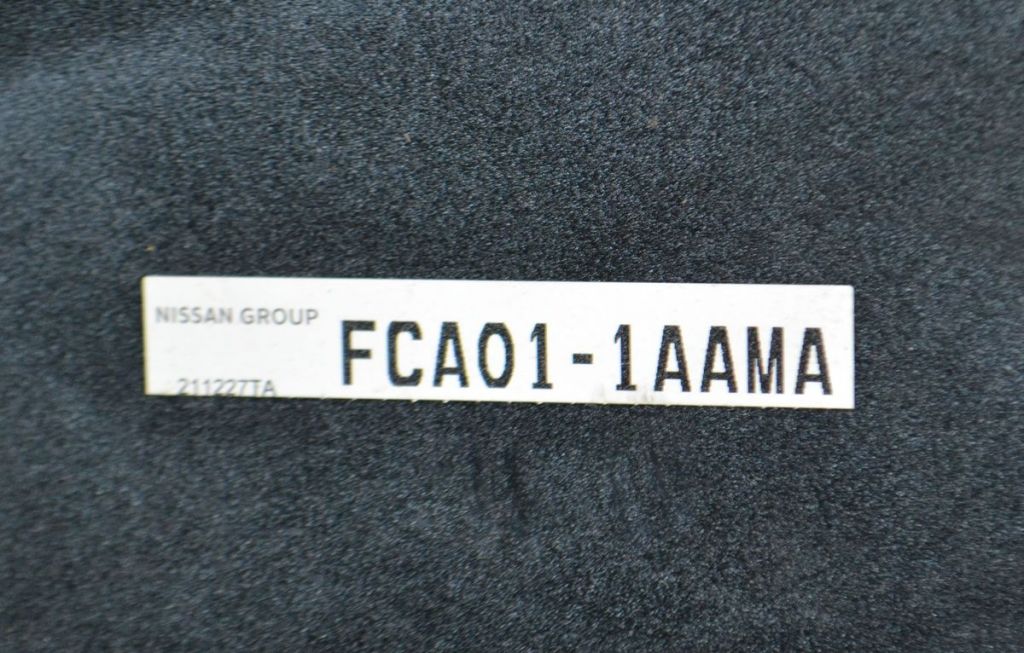 NISSAN GROUP
FCA01-1AAMA
211227TA